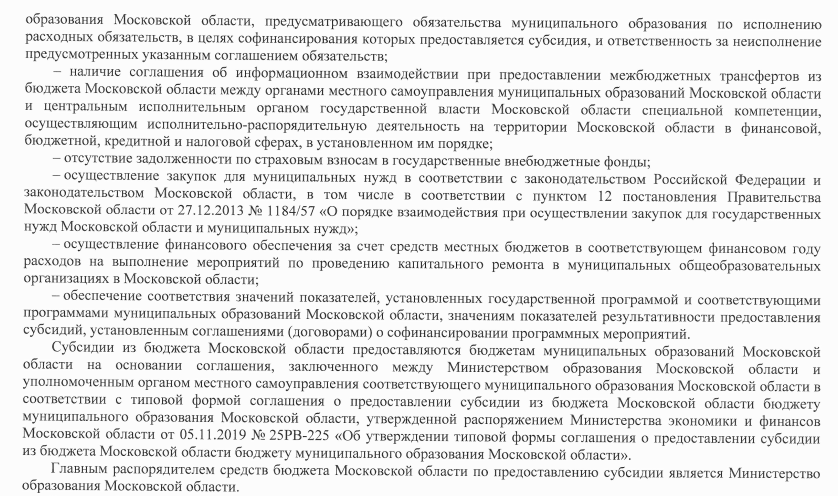 образования Московской области, предусматривающего обязательства муниципального образования по исполнению
расходных обязательств, в целях софинансирования которых предоставляется субсидия, и ответственность за неисполнение
предусмотренных указанным соглашением обязательств;
– наличие соглашения об информационном взаимодействии при предоставлении межбюджетных трансфертов из
бюджета Московской области между органами местного самоуправления муниципальных образований Московской области
и центральным исполнительным органом государственной власти Московской области специальной компетенции,
осуществляющим исполнительно-распорядительную деятельность на территории Московской области в финансовой,
бюджетной, кредитной и налоговой сферах, в установленном им порядке;
– отсутствие задолженности по страховым взносам в государственные внебюджетные фонды;
– осуществление закупок для муниципальных нужд в соответствии с законодательством Российской Федерации и
законодательством Московской области, в том числе в соответствии с пунктом 12 постановления Правительства
Московской области от 27.12.2013 № 1184/57 «О порядке взаимодействия при осуществлении закупок для государственных
нужд Московской области и муниципальных нужд»;
– осуществление финансового обеспечения за счет средств местных бюджетов в соответствующем финансовом году
расходов на выполнение мероприятий по проведению капитального ремонта в муниципальных общеобразовательных
организациях в Московской области;
– обеспечение соответствия значений показателей, установленных государственной программой и соответствующими
программами муниципальных образований Московской области, значениям показателей результативности предоставления
субсидий, установленным соглашениями (договорами) о софинансировании программных мероприятий.
Субсидии из бюджета Московской области предоставляются бюджетам муниципальных образований Московской
области на основании соглашения, заключенного между Министерством образования Московской области и
уполномоченным органом местного самоуправления соответствующего муниципального образования Московской области в
соответствии с типовой формой соглашения о предоставлении субсидии из бюджета Московской области бюджету
муниципального образования Московской области, утвержденной распоряжением Министерства экономики и финансов
Московской области от 05.11.2019 № 25РВ-225 «Об утверждении типовой формы соглашения о предоставлении субсидии
из бюджета Московской области бюджету муниципального образования Московской области».
Главным распорядителем средств бюджета Московской области по предоставлению субсидии является Министерство
образования Московской области.